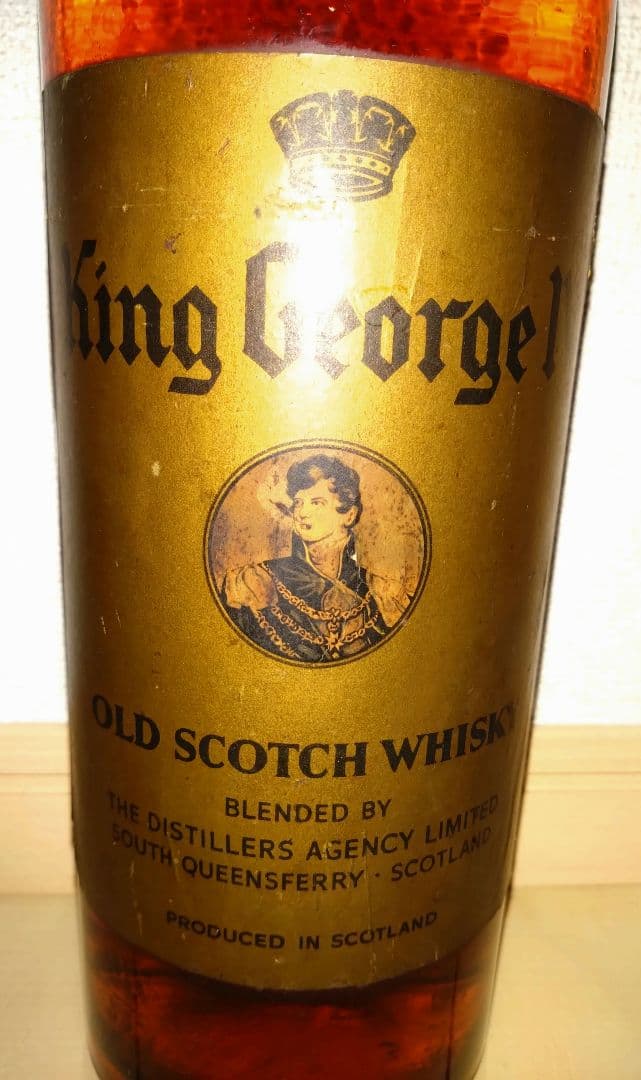 King George I
OLD SCOTCH WHISKY
BLENDED BY
THE DISTILLERS AGENCY LIMITED
SOUTH QUEENSFERRY · SCOTLAND
PRODUCED IN SCOTLAND